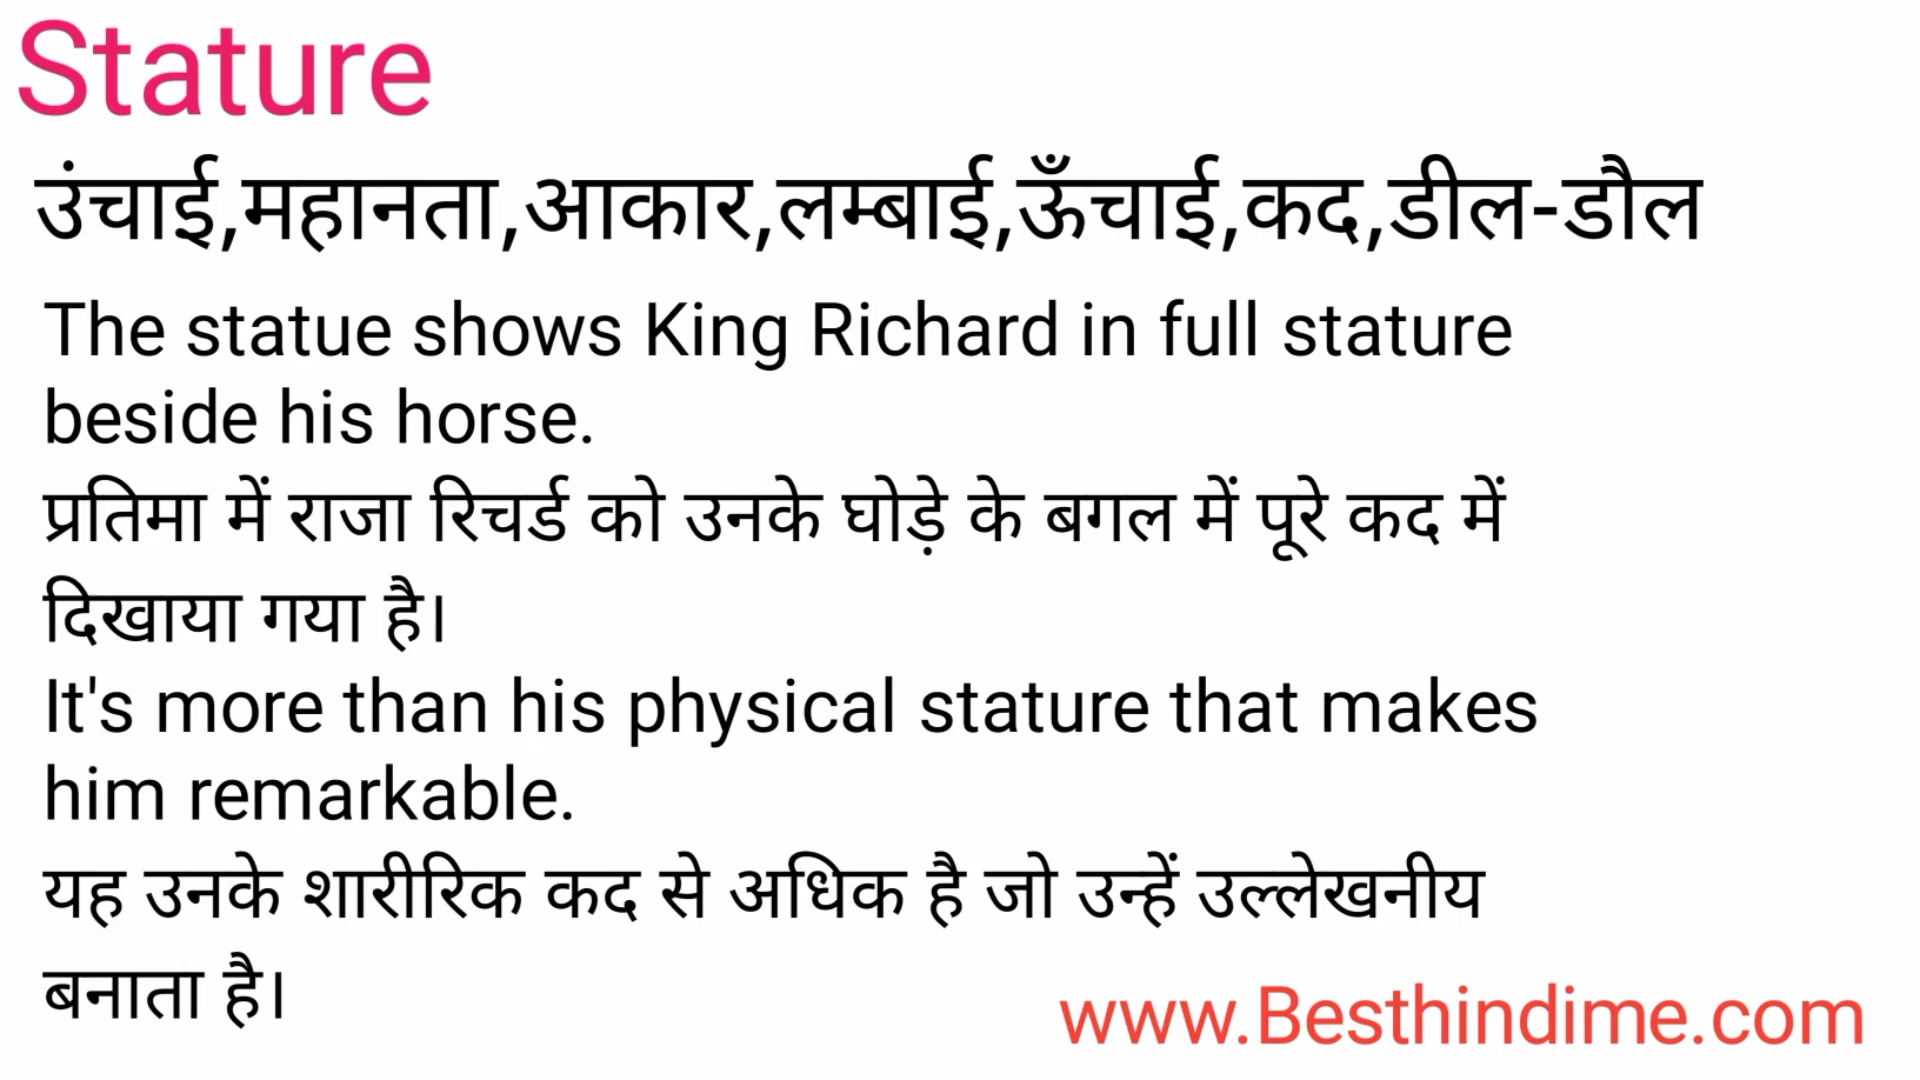 Stature
उंचाई,महानता,आकार,लम्बाई,ऊँचाई,कद,डील-डौल
The statue shows King Richard in full stature
beside his horse.
प्रतिमा में राजा रिचर्ड को उनके घोड़े के बगल में पूरे कद में
दिखाया गया है।
It's more than his physical stature that makes
him remarkable.
यह उनके शारीरिक कद से अधिक है जो उन्हें उल्लेखनीय
बनाता है।
www.Besthindime.com